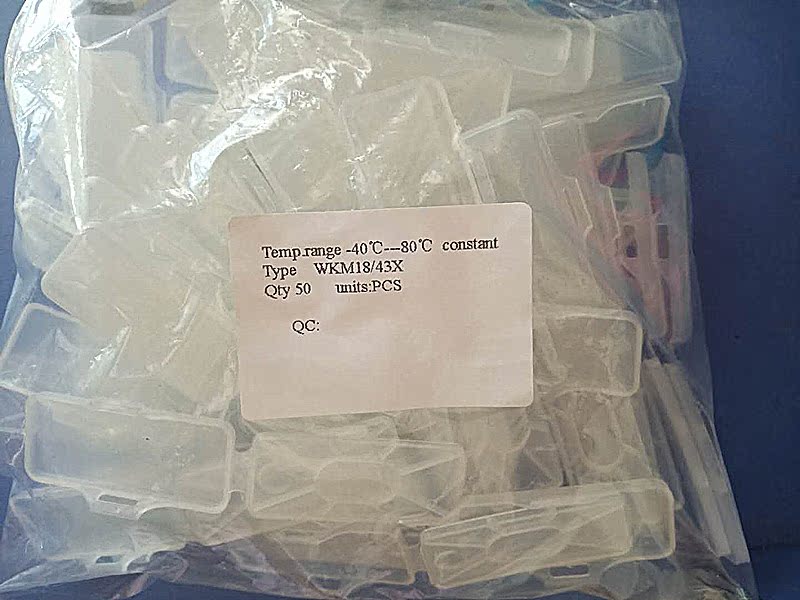 Temp.range -40℃---80℃ constant
Type WKM18/43X
Qty 50 units:PCS
QC: